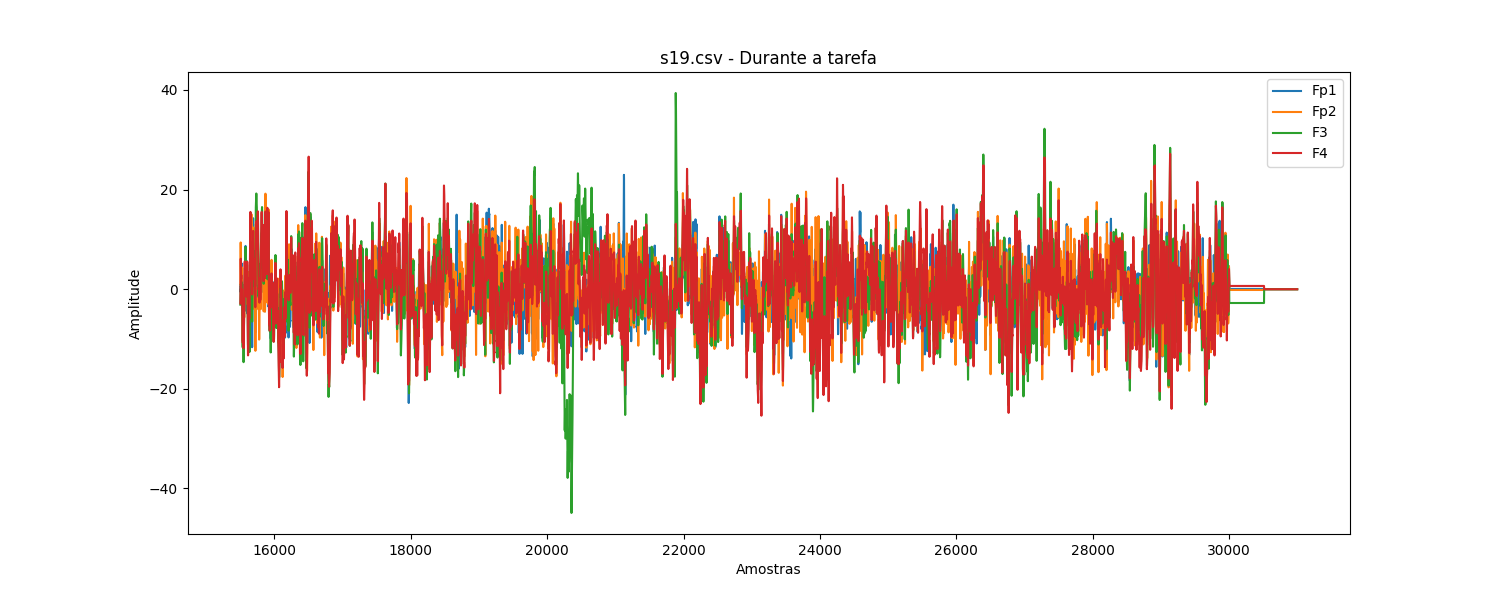 s19.csv - Durante a tarefa
Fp1
Fp2
F3
F4
Amplitude
40
20
0
−20
−40
16000
18000
20000
22000
24000
26000
28000
30000
Amostras